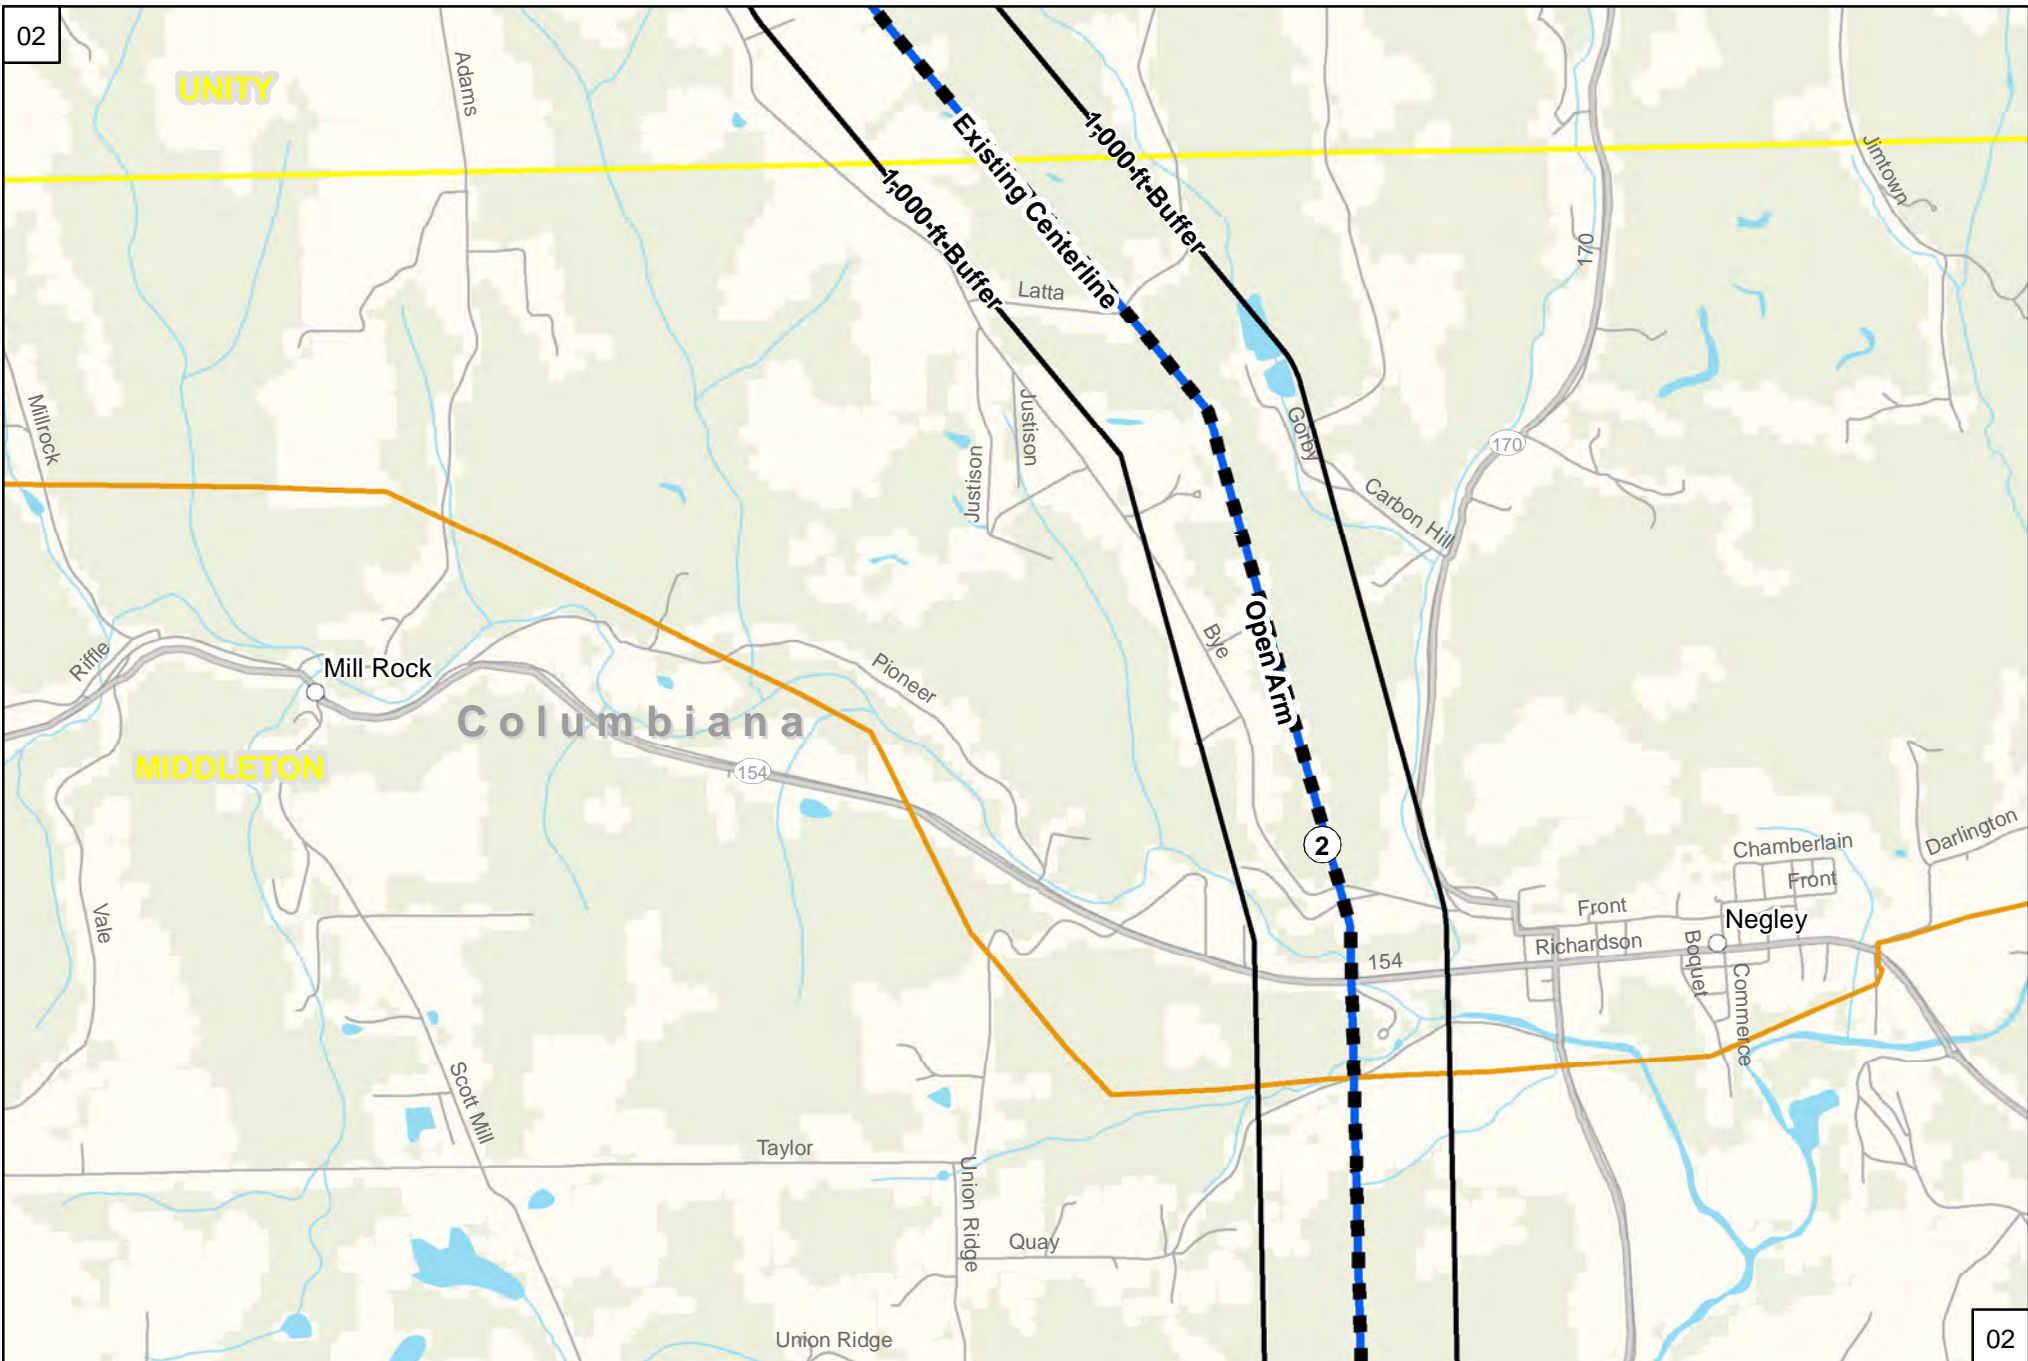 02
UNITY
Adams
Existing Centerline
1,000-ft-Buffer
1,000-ft-Buffer
Jimtown
170
Latta
Millrock
Justison
Justison
Gorby
170
Carbon Hill
Open Arm
Bye
Riffle
Mill Rock
Pioneer
Columbiana
MIDDLETON
154
2
Chamberlain
Darlington
Front
Front
Negley
Vale
Richardson
Boquet
154
Commerce
Scott Mill
Taylor
Union Ridge
Quay
Union Ridge
02